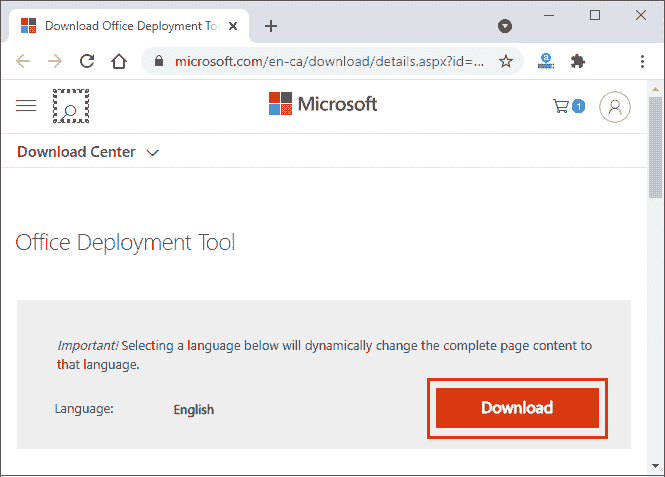 Download Office Deployment Too
microsoft.com/en-ca/download/details.aspx?id=...
Microsoft
1
Download Center
Office Deployment Tool
Important! Selecting a language below will dynamically change the complete page content to
that language.
Language:
English
Download